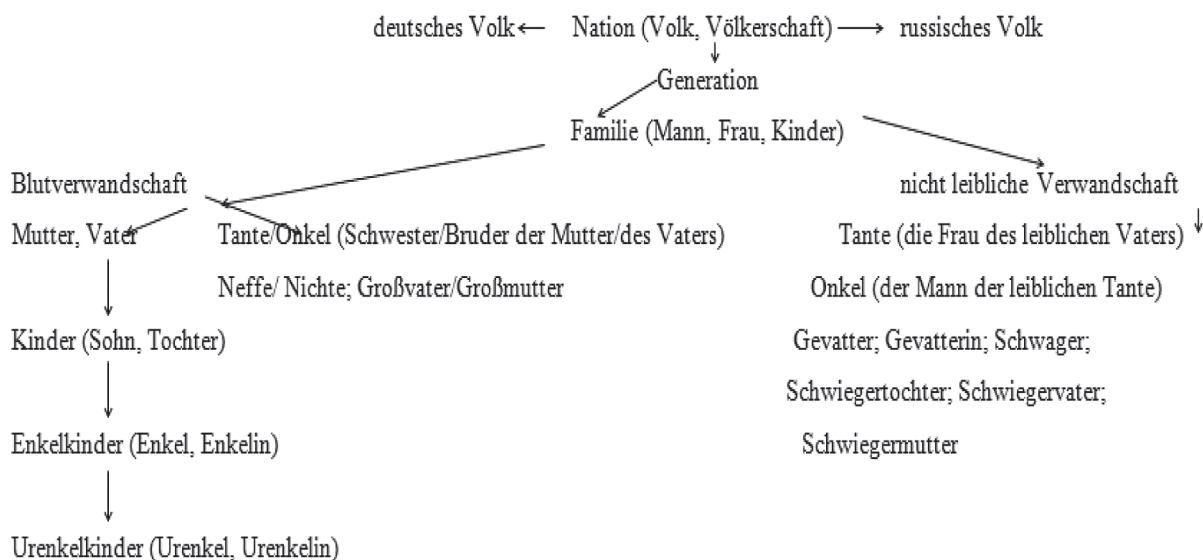 deutsches Volk Nation (Volk, Völkerschaft) russisches Volk
Generation
Familie (Mann, Frau, Kinder)
Blutverwandschaft nicht leibliche Verwandschaft
Mutter, Vater Tante/Onkel (Schwester/Bruder der Mutter/des Vaters) Tante (die Frau des leiblichen Vaters)
Neffe/ Nichte; Großvater/Großmutter Onkel (der Mann der leiblichen Tante)
Kinder (Sohn, Tochter) Gevatter; Gevatterin; Schwager;
Schwiegertochter; Schwiegervater;
Enkelkinder (Enkel, Enkelin) Schwiegermutter
Urenkelkinder (Urenkel, Urenkelin)